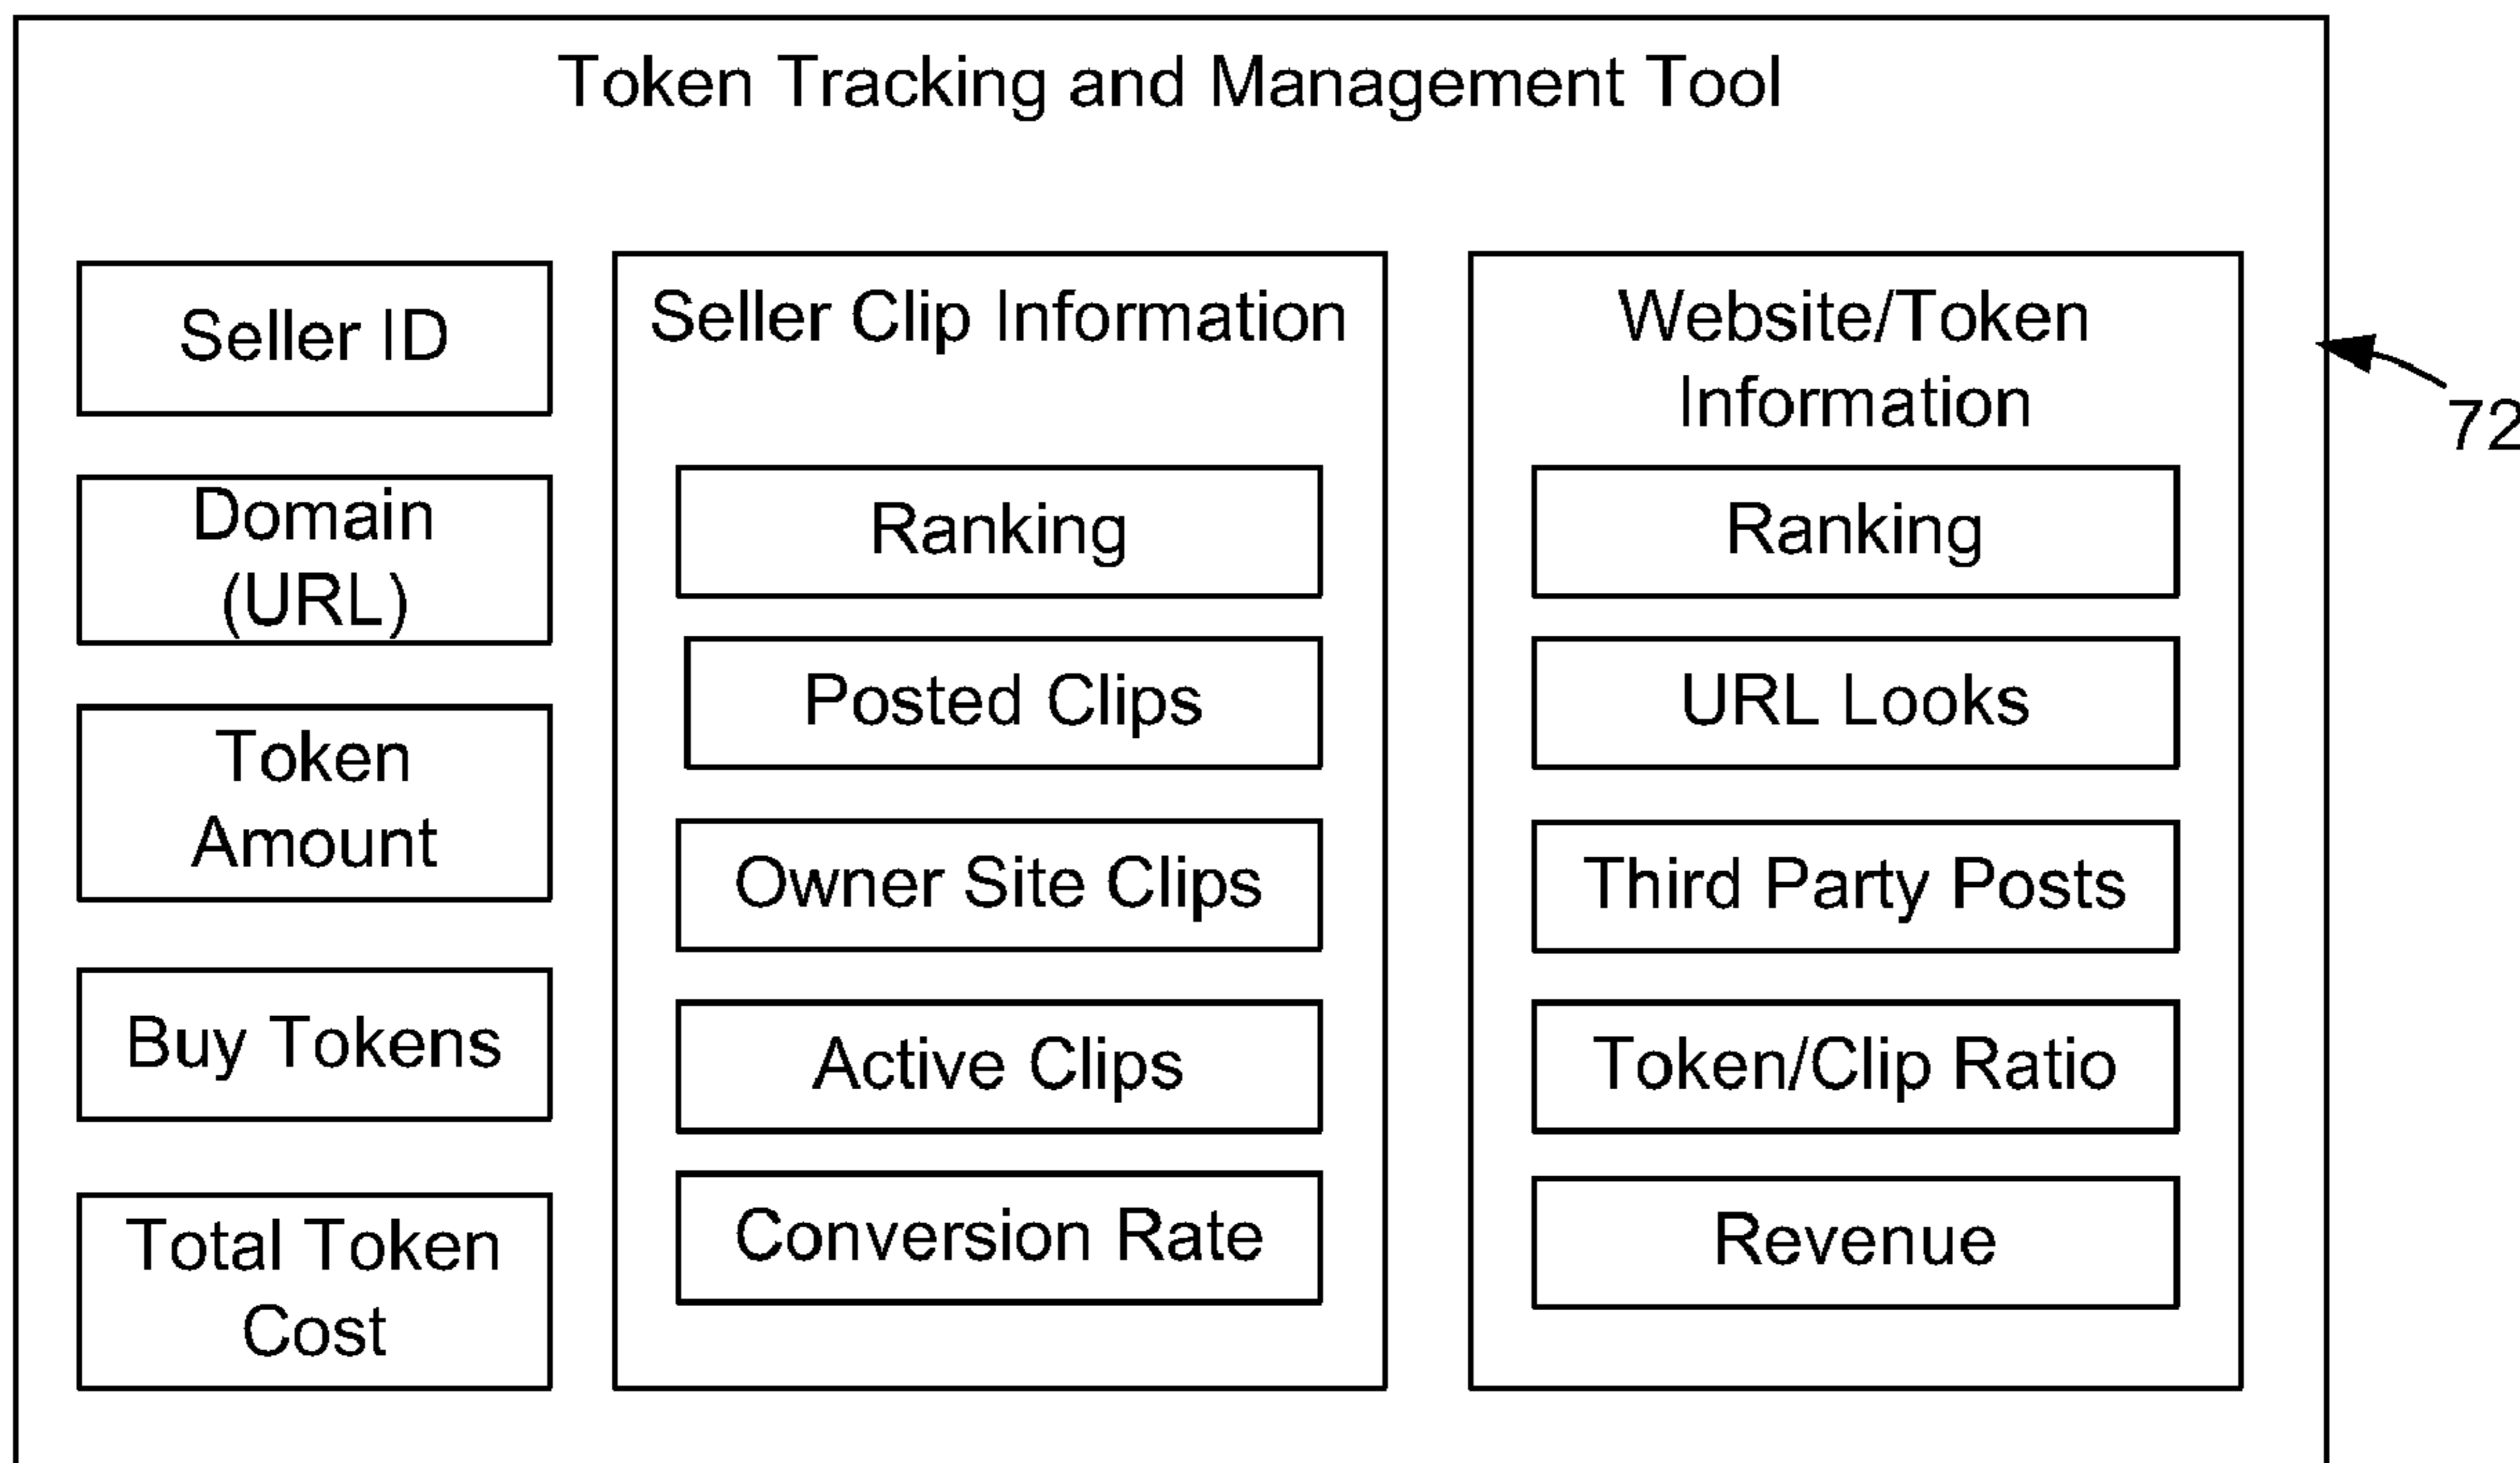 Token Tracking and Management Tool
Seller ID
Domain
(URL)
Token
Amount
Buy Tokens
Total Token
Cost
Seller Clip Information
Ranking
Posted Clips
Owner Site Clips
Active Clips
Conversion Rate
Website/Token
Information
Ranking
URL Looks
Third Party Posts
Token/Clip Ratio
Revenue
72